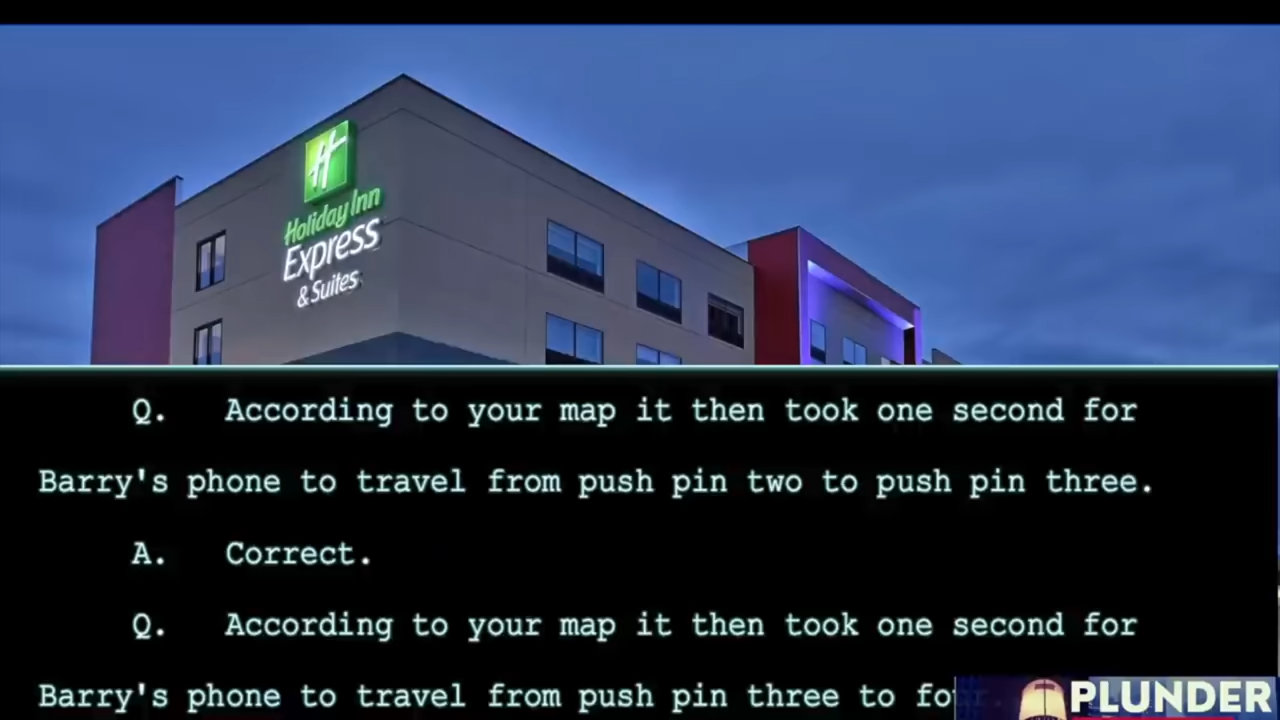 H
Holiday Inn
Express
& Suites
Q. According to your map it then took one second for
Barry's phone to travel from push pin two to push pin three.
A. Correct.
Q. According to your map it then took one second for
Barry's phone to travel from push pin three to
PLUNDER